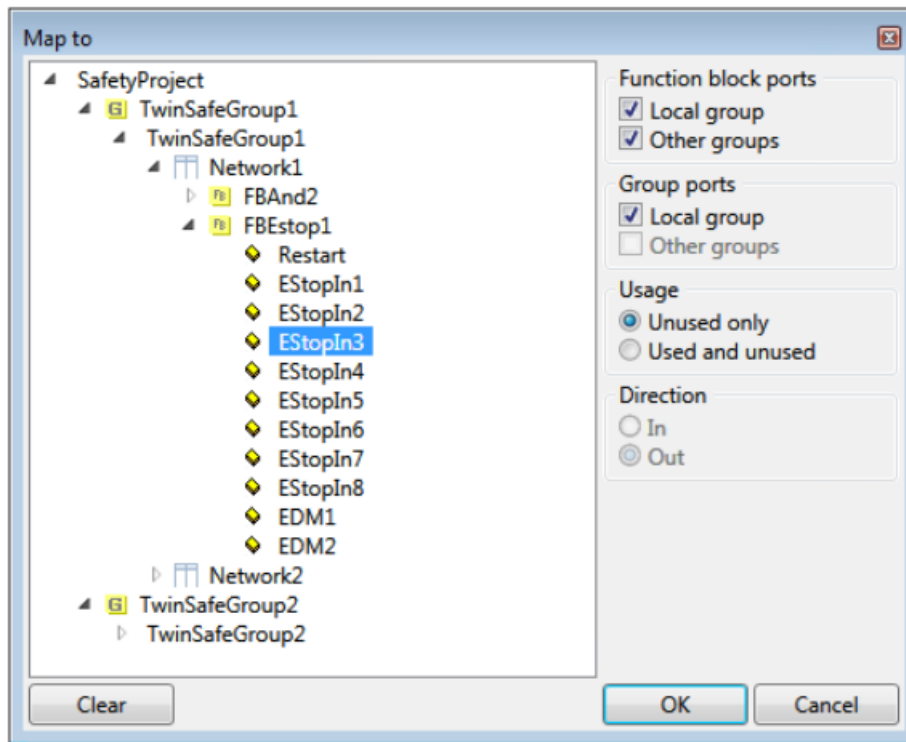 Map to
SafetyProject
G TwinSafeGroup1
TwinSafeGroup1
Network1
FB FBAnd2
FB FBEstop1
Restart
EStopIn1
EStopIn2
EStopIn3
EStopIn4
EStopIn5
EStopIn6
EStopIn7
EStopIn8
EDM1
EDM2
Network2
G TwinSafeGroup2
TwinSafeGroup2
Function block ports
Local group
Other groups
Group ports
Local group
Other groups
Usage
Unused only
Used and unused
Direction
In
Out
Clear
OK
Cancel